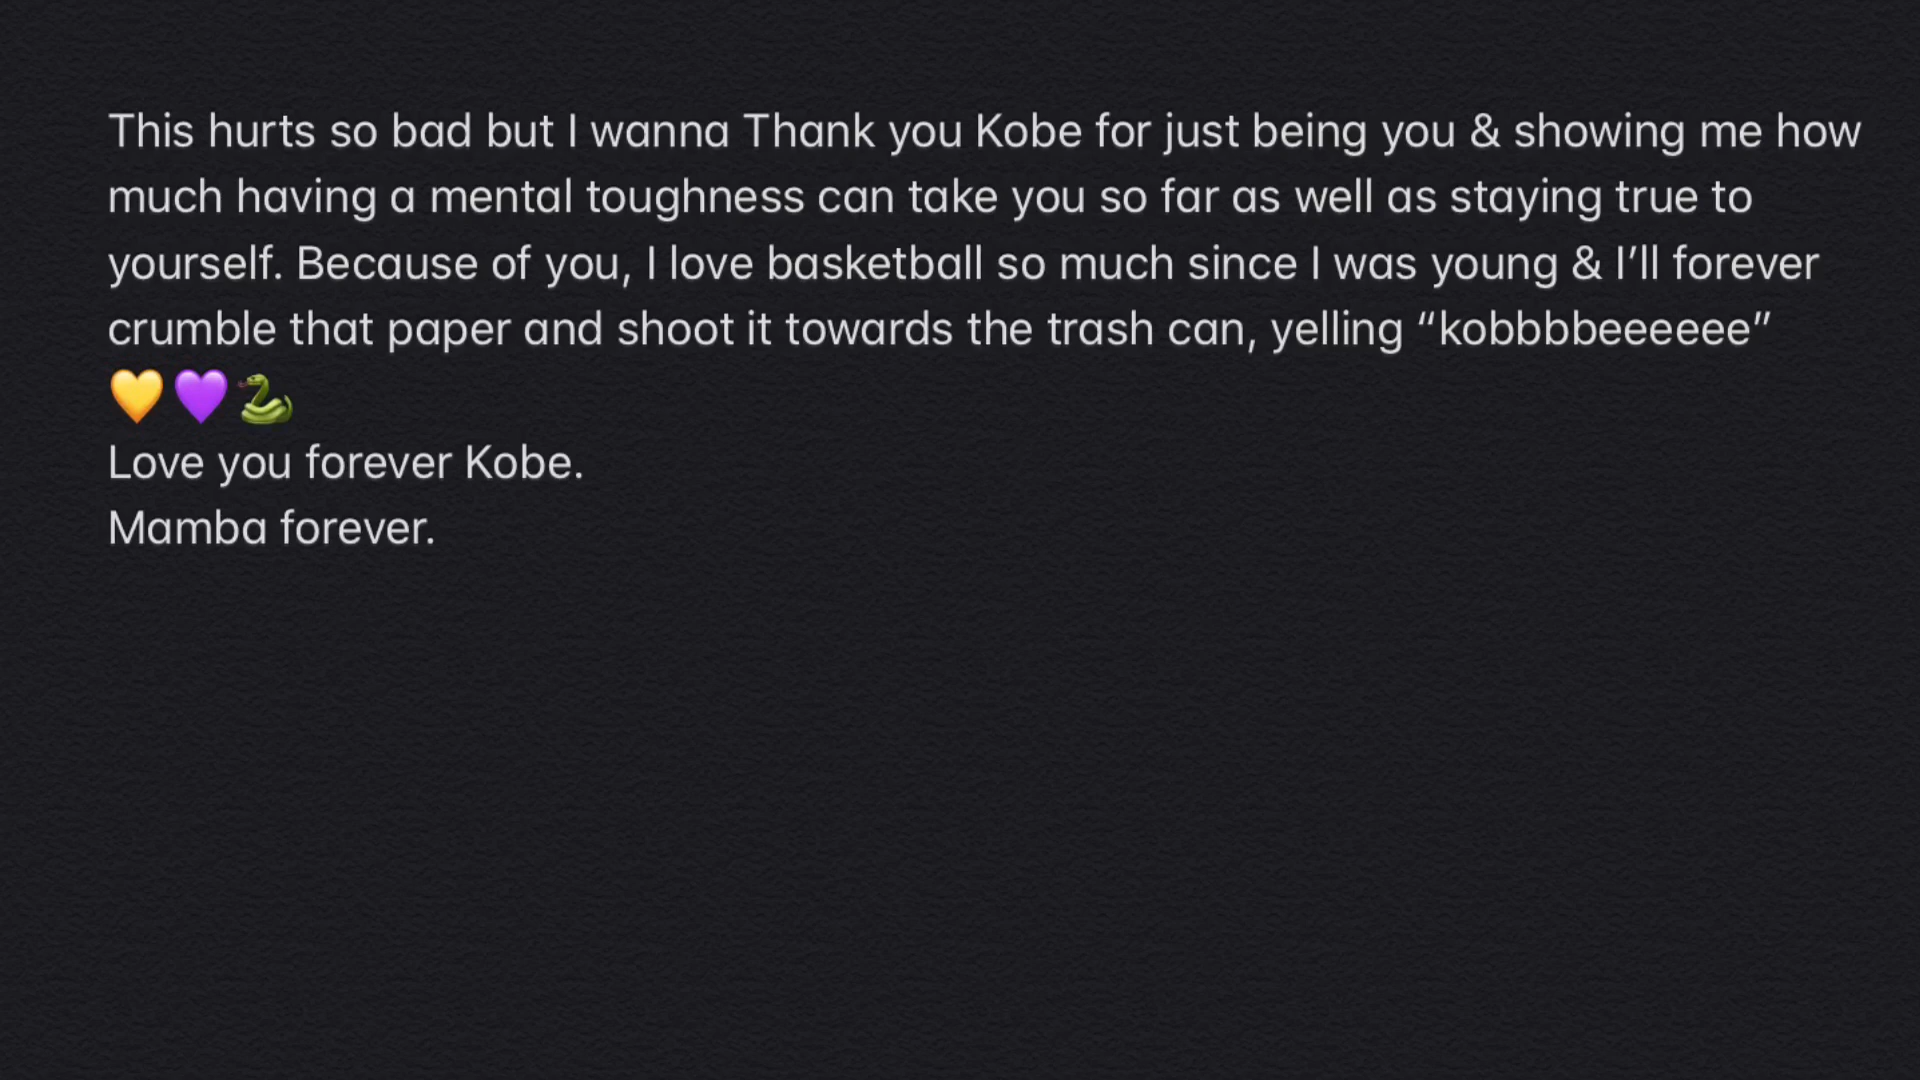 This hurts so bad but I wanna Thank you Kobe for just being you & showing me how
much having a mental toughness can take you so far as well as staying true to
yourself. Because of you, I love basketball so much since I was young & I’ll forever
crumble that paper and shoot it towards the trash can, yelling “kobbbbeeeeee”
💛💜🐍
Love you forever Kobe.
Mamba forever.